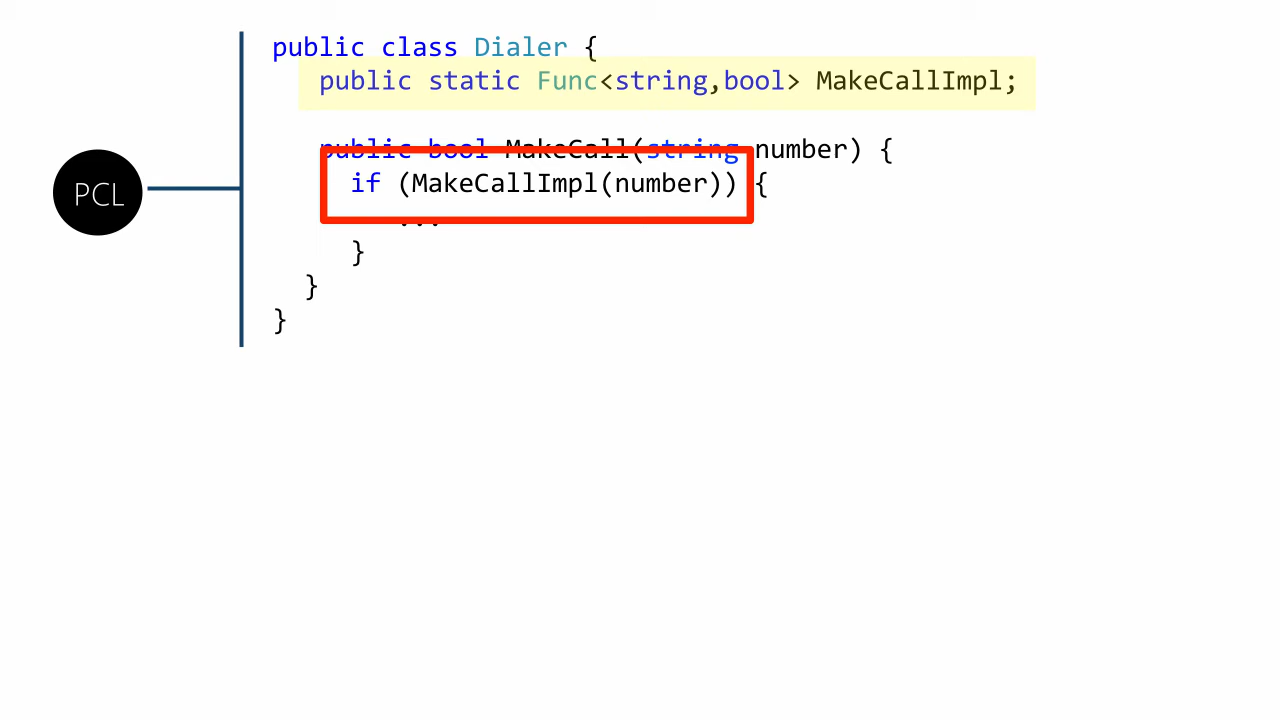 public class Dialer {
public static Func<string,bool> MakeCallImpl;
public bool MakeCall(string number) {
PCL
if (MakeCallImpl(number)) {
...
}
}
}